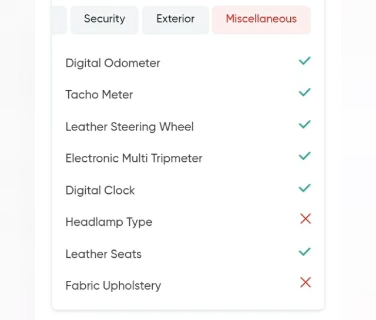 Security Exterior Miscellaneous
Digital Odometer
Tacho Meter
Leather Steering Wheel
Electronic Multi Tripmeter
Digital Clock
Headlamp Type
Leather Seats
Fabric Upholstery